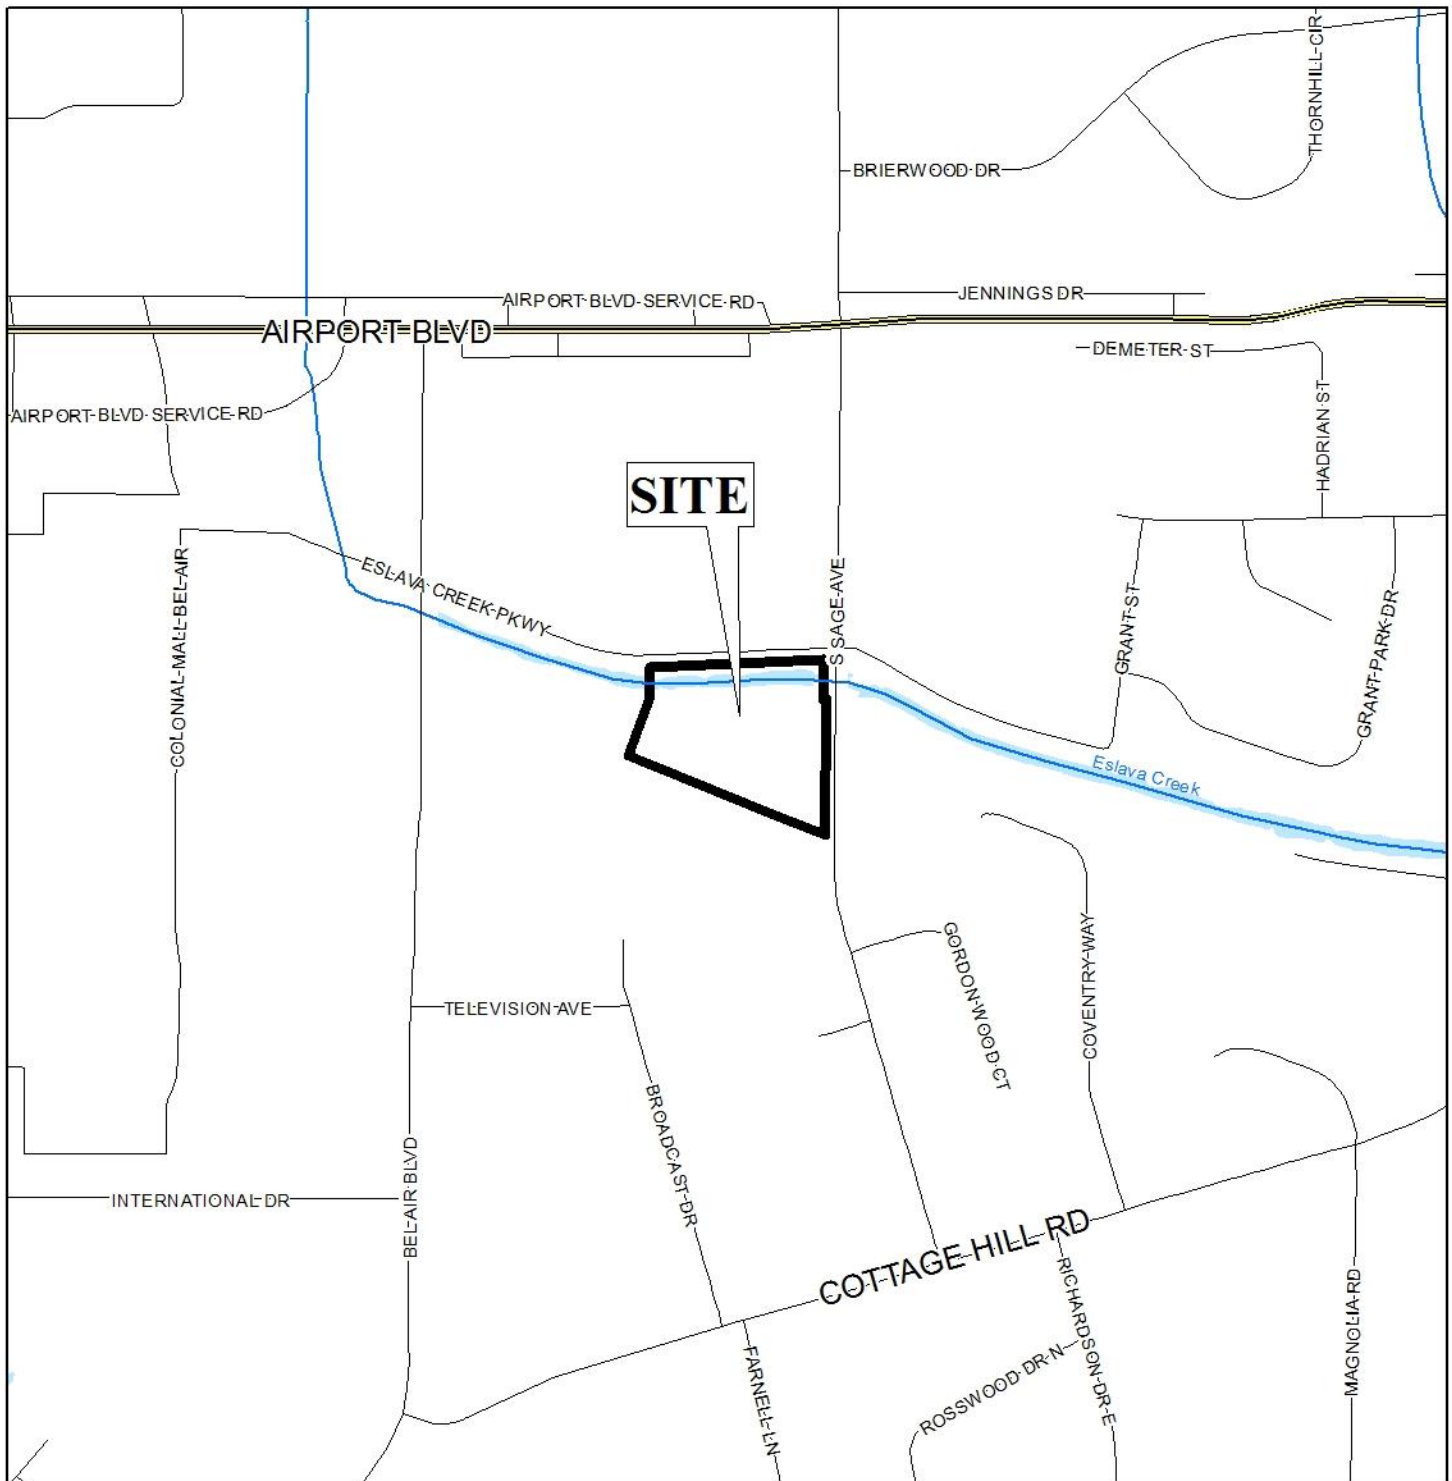 THORNHILL CIR
BRIERWOOD DR
AIRPORT BLVD SERVICE RD
JENNINGS DR
AIRPORT BLVD
DEMETER ST
AIRPORT BLVD SERVICE RD
HADRIAN ST
SITE
ESLAVA CREEK PKWY
S SAGE AVE
COLONIAL MALL BEL AIR
GRANT ST
GRANT PARK DR
Eslava Creek
GORDON WOOD CT
COVENTRY WAY
TELEVISION AVE
BROADCAST DR
BEL AIR BLVD
INTERNATIONAL DR
COTTAGE HILL RD
RICHARDSON DR E
MAGNOLIA RD
FARNELL LN
ROSSWOOD DR N